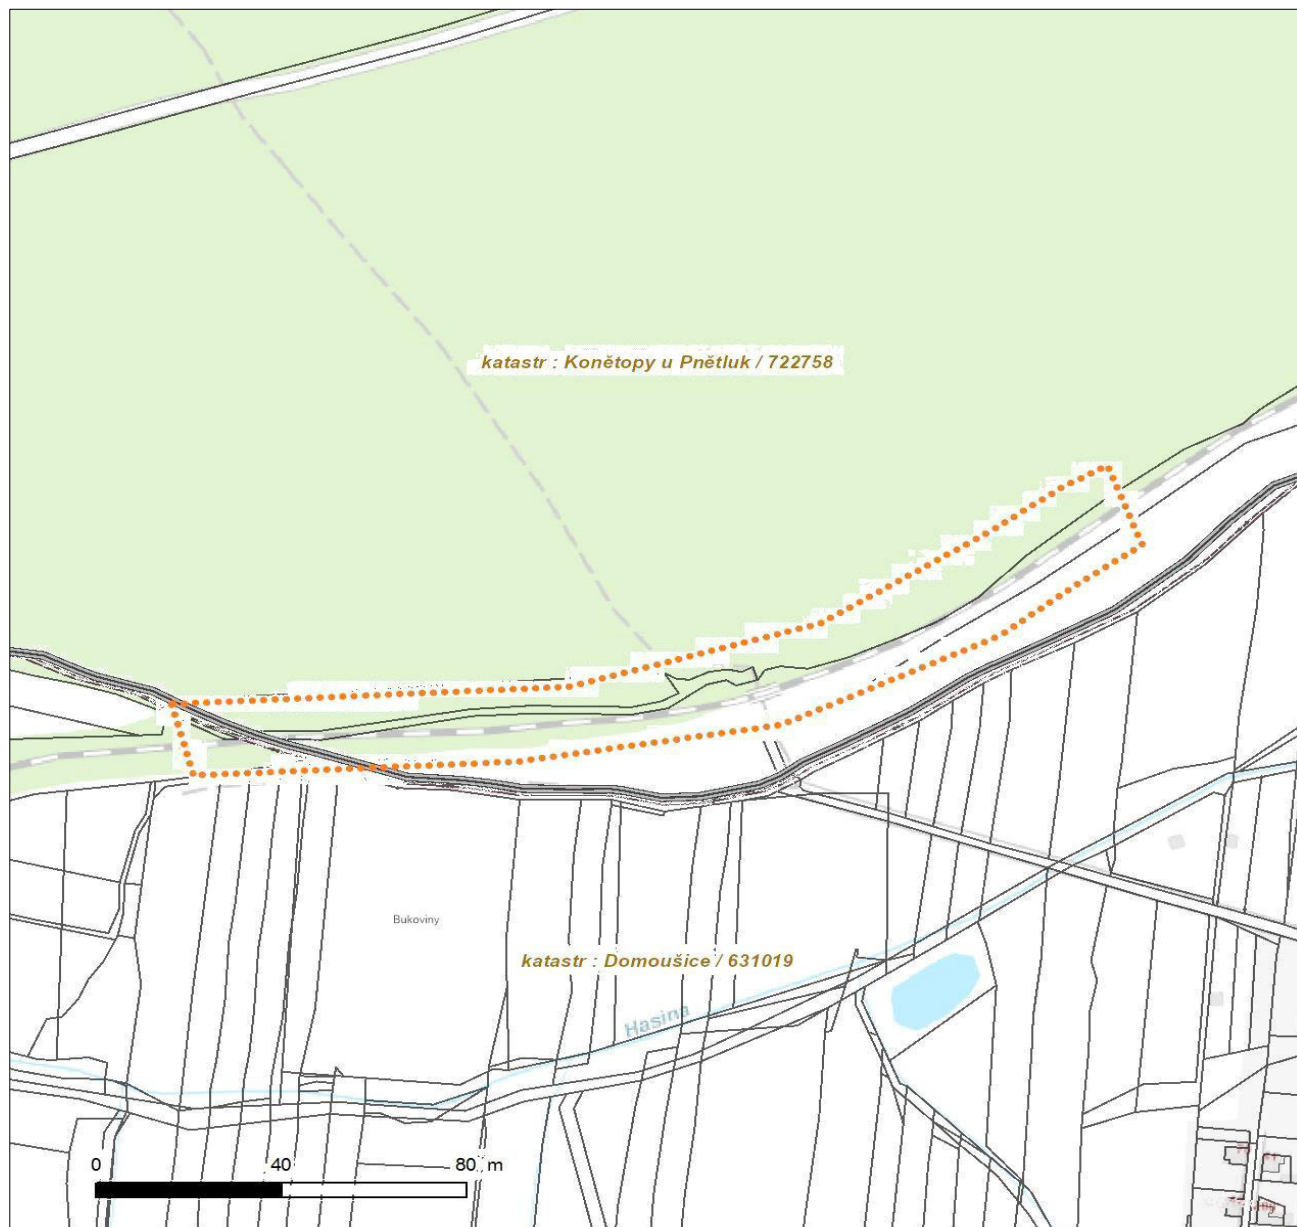 katastr : Konětopy u Pnětluk / 722758
Bukoviny
katastr : Domoušice / 631019
Hasina
0 40 80 m